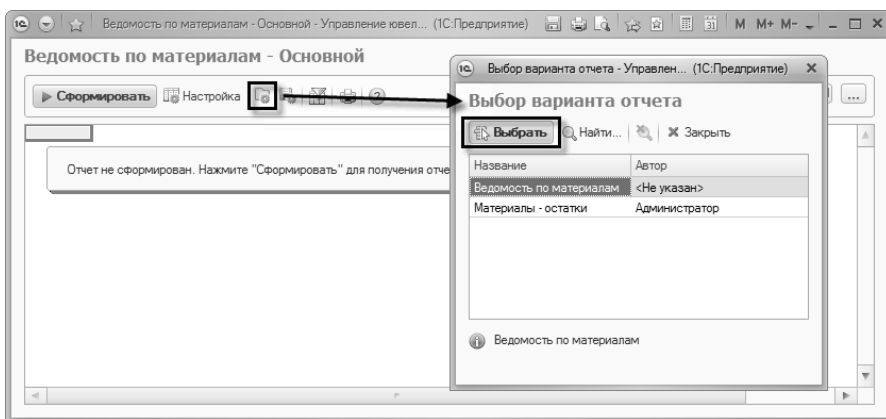 Ведомость по материалам - Основной - Управление ювел... (1С:Предприятие)
M M+ M-
Ведомость по материалам - Основной
Сформировать Настройка
...
Отчет не сформирован. Нажмите "Сформировать" для получения отче
Выбор варианта отчета - Управлен... (1С:Предприятие)
Выбор варианта отчета
Выбрать Найти... Закрыть
Название Автор
Ведомость по материалам <Не указан>
Материалы - остатки Администратор
Ведомость по материалам